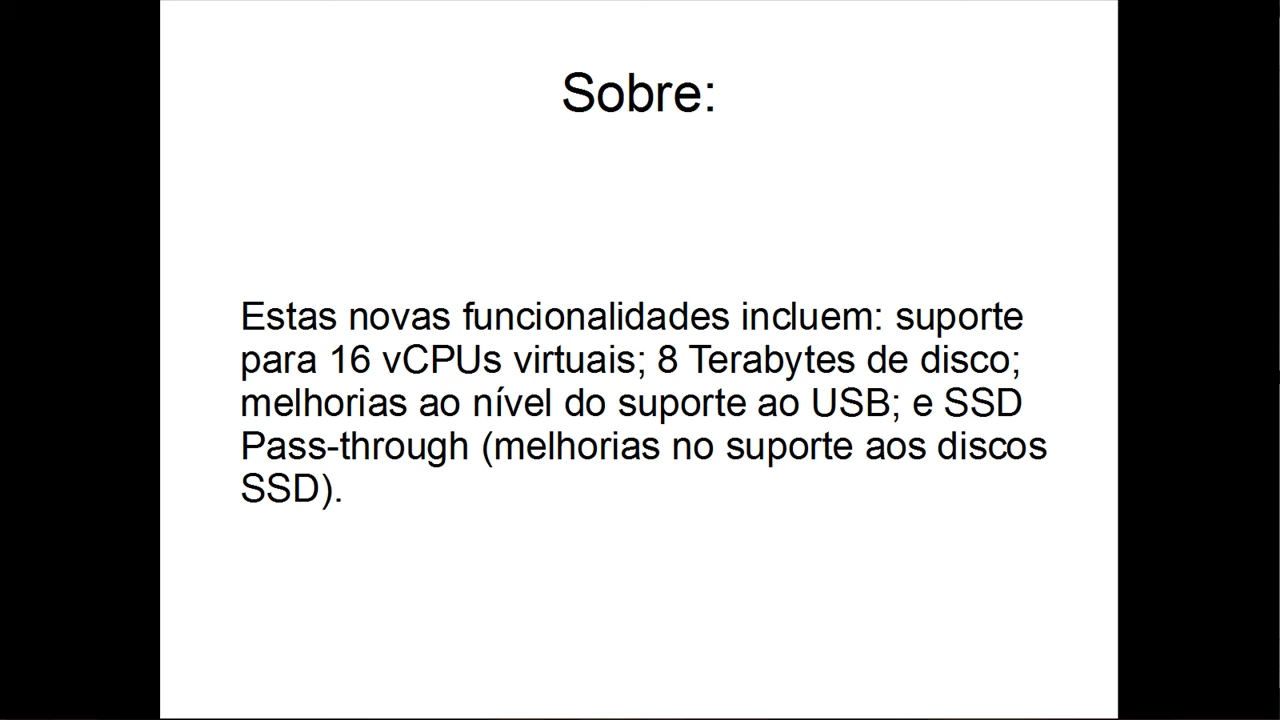 Sobre:
Estas novas funcionalidades incluem: suporte
para 16 vCPUs virtuais; 8 Terabytes de disco;
melhorias ao nível do suporte ao USB; e SSD
Pass-through (melhorias no suporte aos discos
SSD).